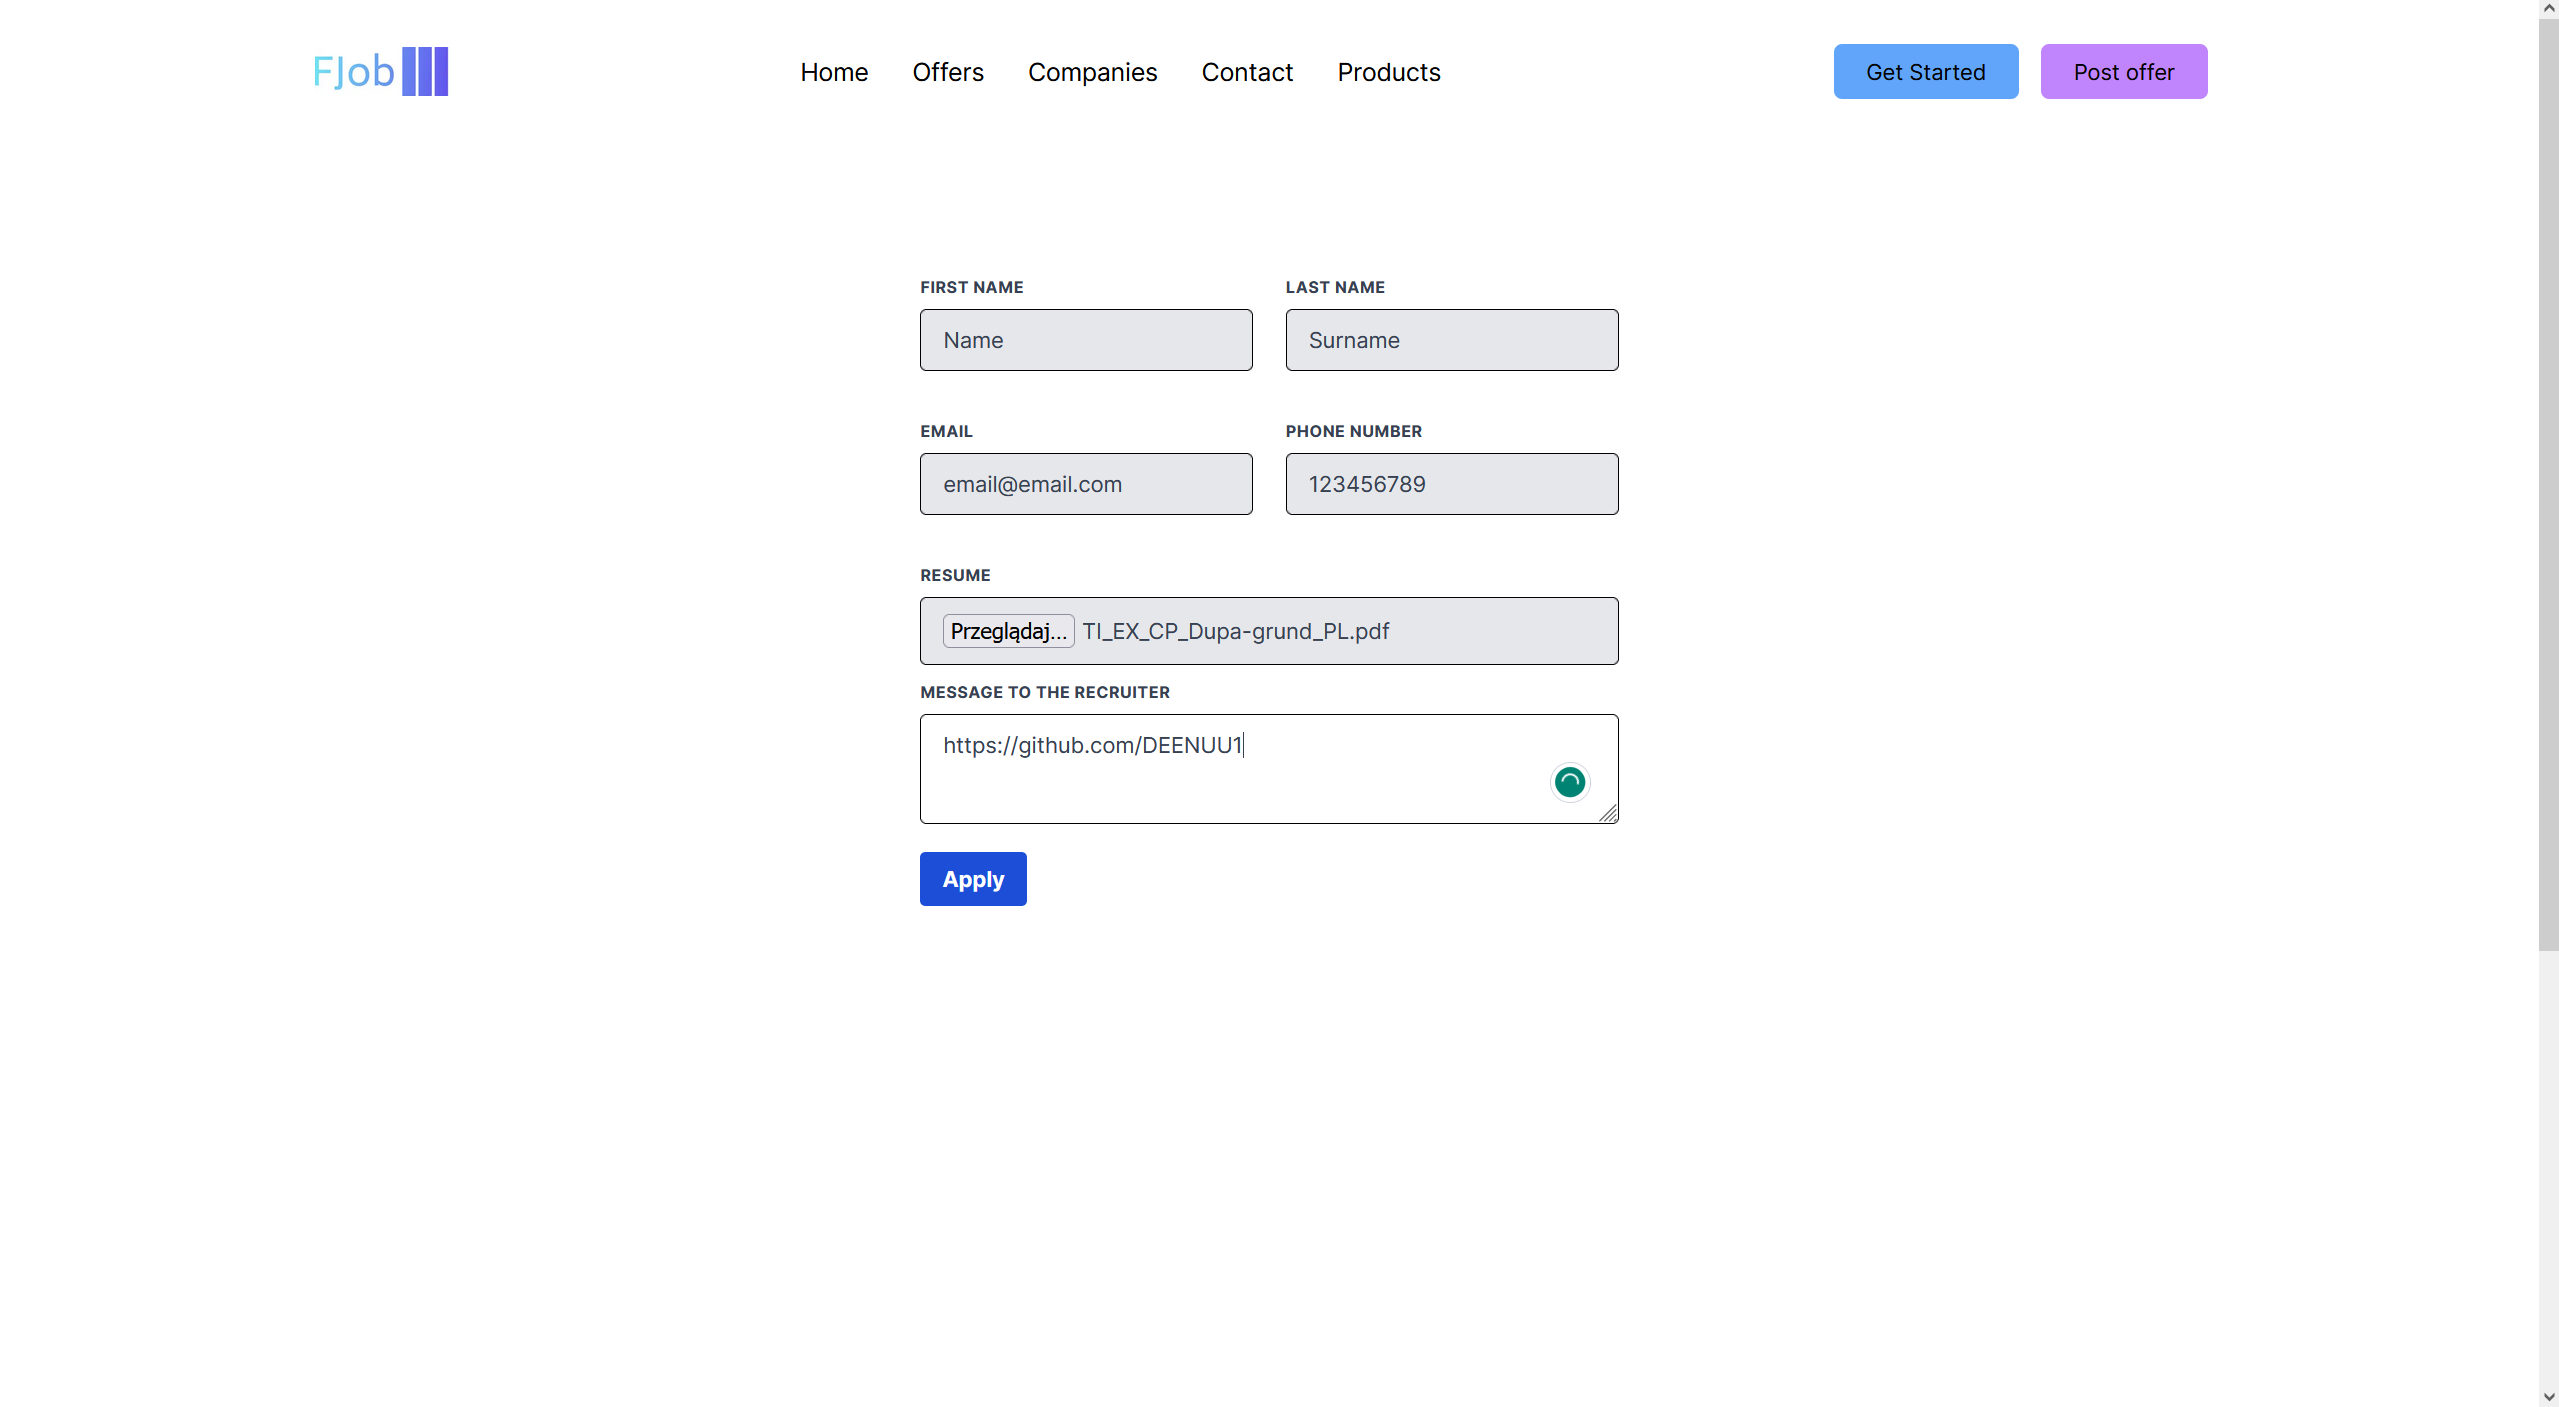 FJob
Home Offers Companies Contact Products
Get Started Post offer
FIRST NAME LAST NAME
Name Surname
EMAIL PHONE NUMBER
email@email.com 123456789
RESUME
Przeglądaj... TI_EX_CP_Dupa-grund_PL.pdf
MESSAGE TO THE RECRUITER
https://github.com/DEENUU1
Apply